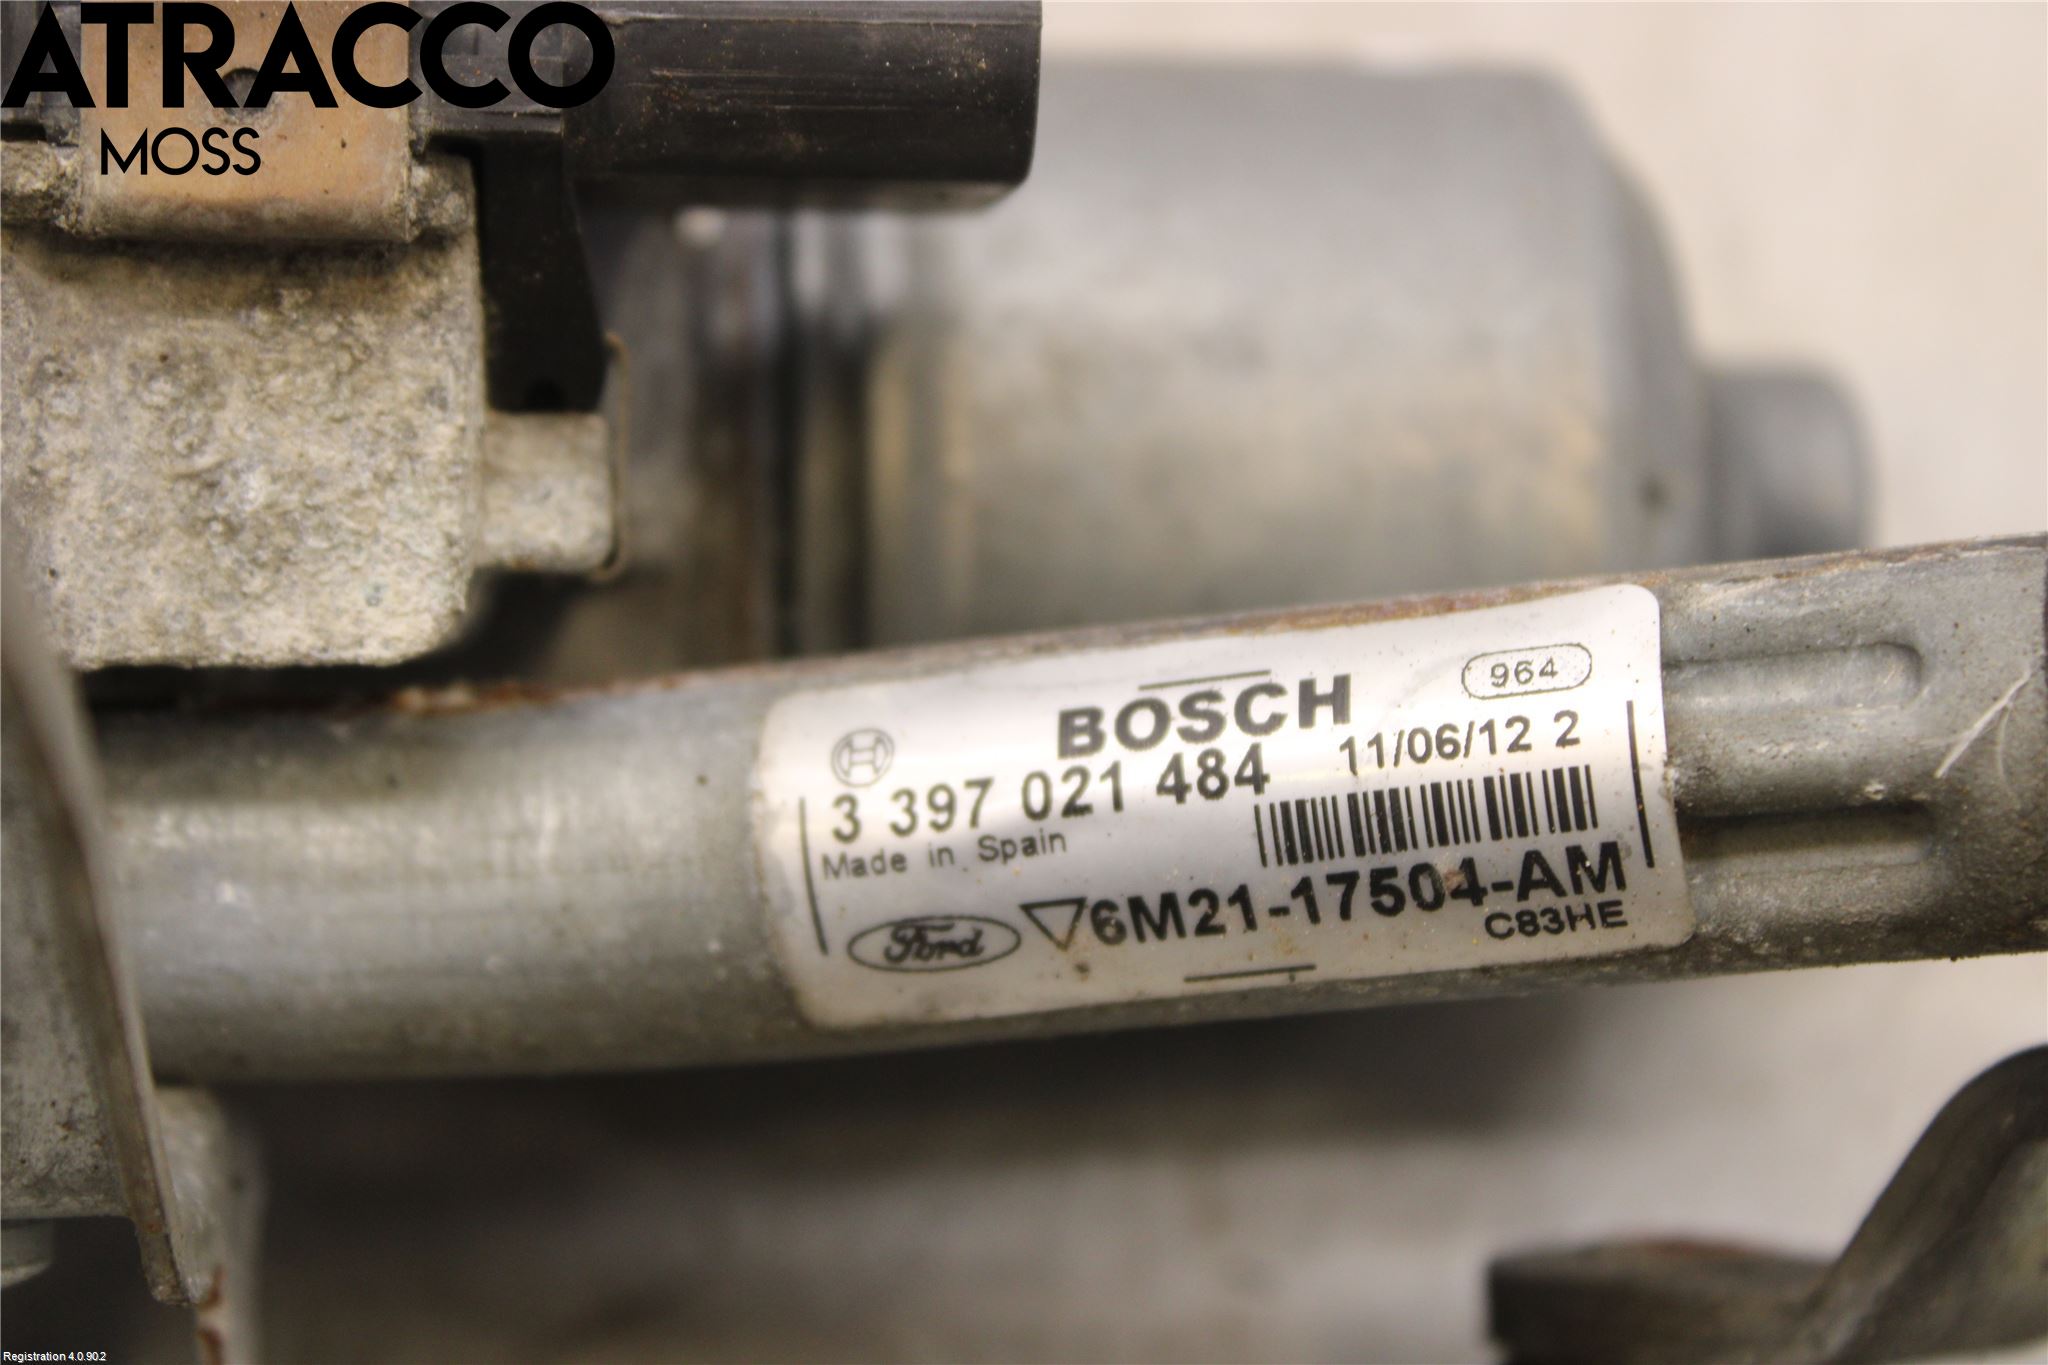 ATRACCO
MOSS
BOSCH
964
3 397 021 484
11/06/12 2
Made in Spain
Ford
6M21-17504-AM
C83HE
Registration 4.0.90.2